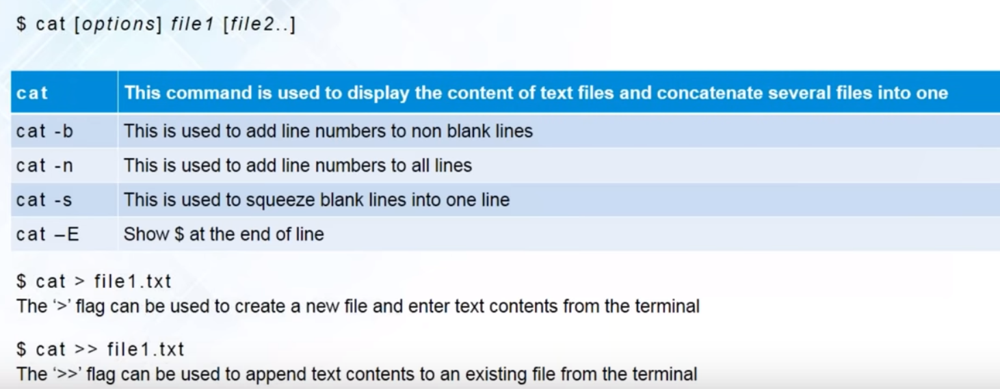 $ cat [options] file1 [file2..]
cat This command is used to display the content of text files and concatenate several files into one
cat -b This is used to add line numbers to non blank lines
cat -n This is used to add line numbers to all lines
cat -s This is used to squeeze blank lines into one line
cat –E Show $ at the end of line
$ cat > file1.txt
The ‘>’ flag can be used to create a new file and enter text contents from the terminal
$ cat >> file1.txt
The ‘>>’ flag can be used to append text contents to an existing file from the terminal